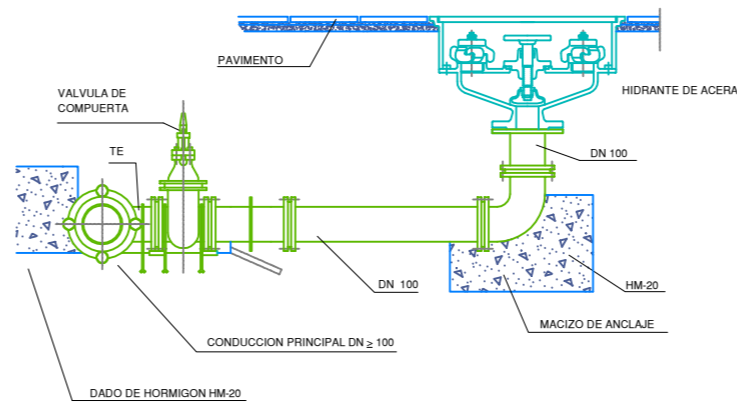 PAVIMENTO
VALVULA DE
COMPUERTA
HIDRANTE DE ACERA
TE
DN 100
DN 100
HM-20
MACIZO DE ANCLAJE
CONDUCCION PRINCIPAL DN ≥ 100
DADO DE HORMIGON HM-20